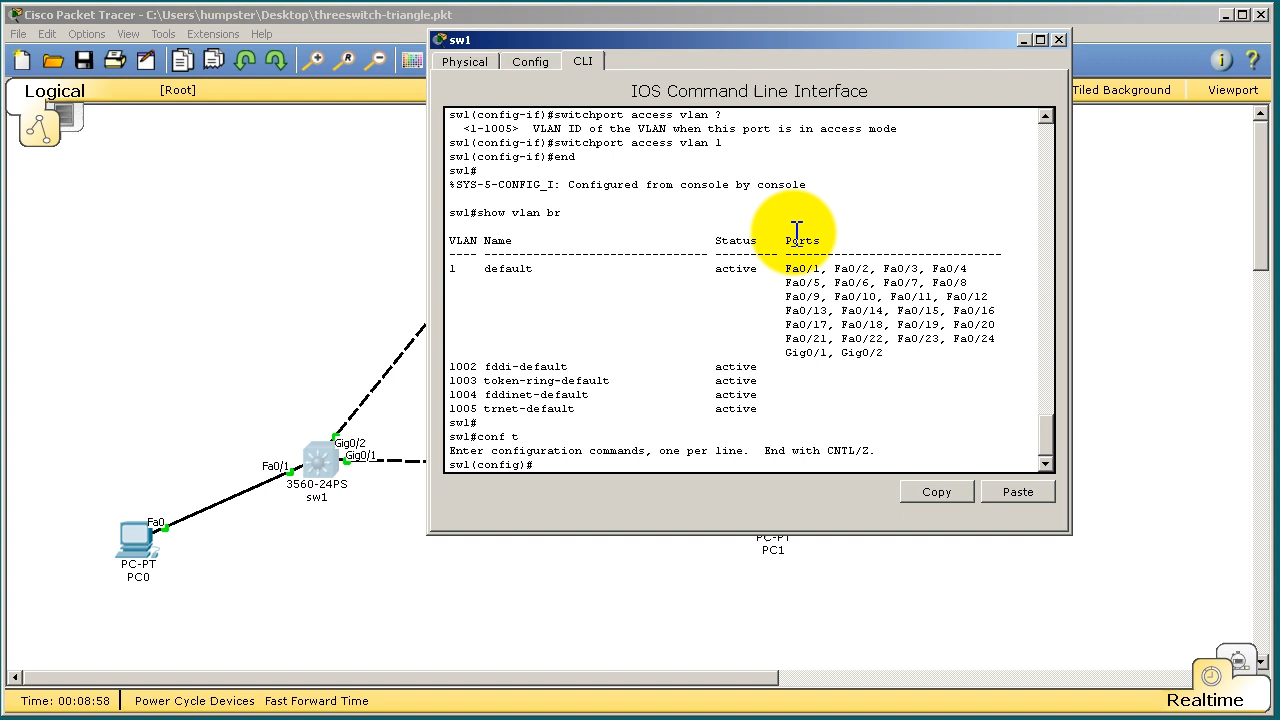 Cisco Packet Tracer - C:\Users\humpster\Desktop\threeswitch-triangle.pkt
File Edit Options View Tools Extensions Help
Logical
[Root]
Tiled Background
Viewport
sw1
Physical Config CLI
IOS Command Line Interface
sw1(config-if)#switchport access vlan ?
<1-1005> VLAN ID of the VLAN when this port is in access mode
sw1(config-if)#switchport access vlan 1
sw1(config-if)#end
sw1#
%SYS-5-CONFIG_I: Configured from console by console
sw1#show vlan br
VLAN Name Status Ports
---- -------------------------------- --------- -------------------------------
1 default active Fa0/1, Fa0/2, Fa0/3, Fa0/4
Fa0/5, Fa0/6, Fa0/7, Fa0/8
Fa0/9, Fa0/10, Fa0/11, Fa0/12
Fa0/13, Fa0/14, Fa0/15, Fa0/16
Fa0/17, Fa0/18, Fa0/19, Fa0/20
Fa0/21, Fa0/22, Fa0/23, Fa0/24
Gig0/1, Gig0/2
1002 fddi-default active
1003 token-ring-default active
1004 fddinet-default active
1005 trnet-default active
sw1#
sw1#conf t
Enter configuration commands, one per line. End with CNTL/Z.
sw1(config)#
Copy
Paste
Gig0/2
Gig0/1
Fa0/1
3560-24PS
sw1
Fa0
PC-PT
PC0
PC-PT
PC1
Time: 00:08:58
Power Cycle Devices Fast Forward Time
Realtime